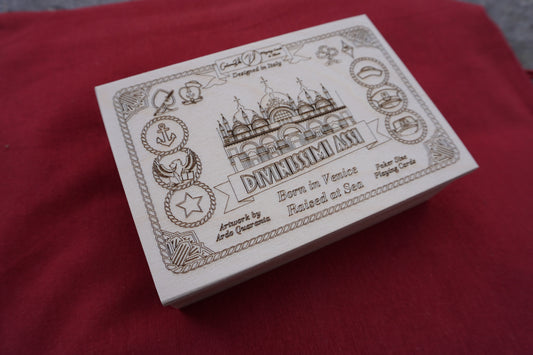 Designed in Italy
DIVINISSIMI ASSI
Born in Venice
Raised at Sea
Artwork by
Ardo Quaranta
Poker Size
Playing Cards